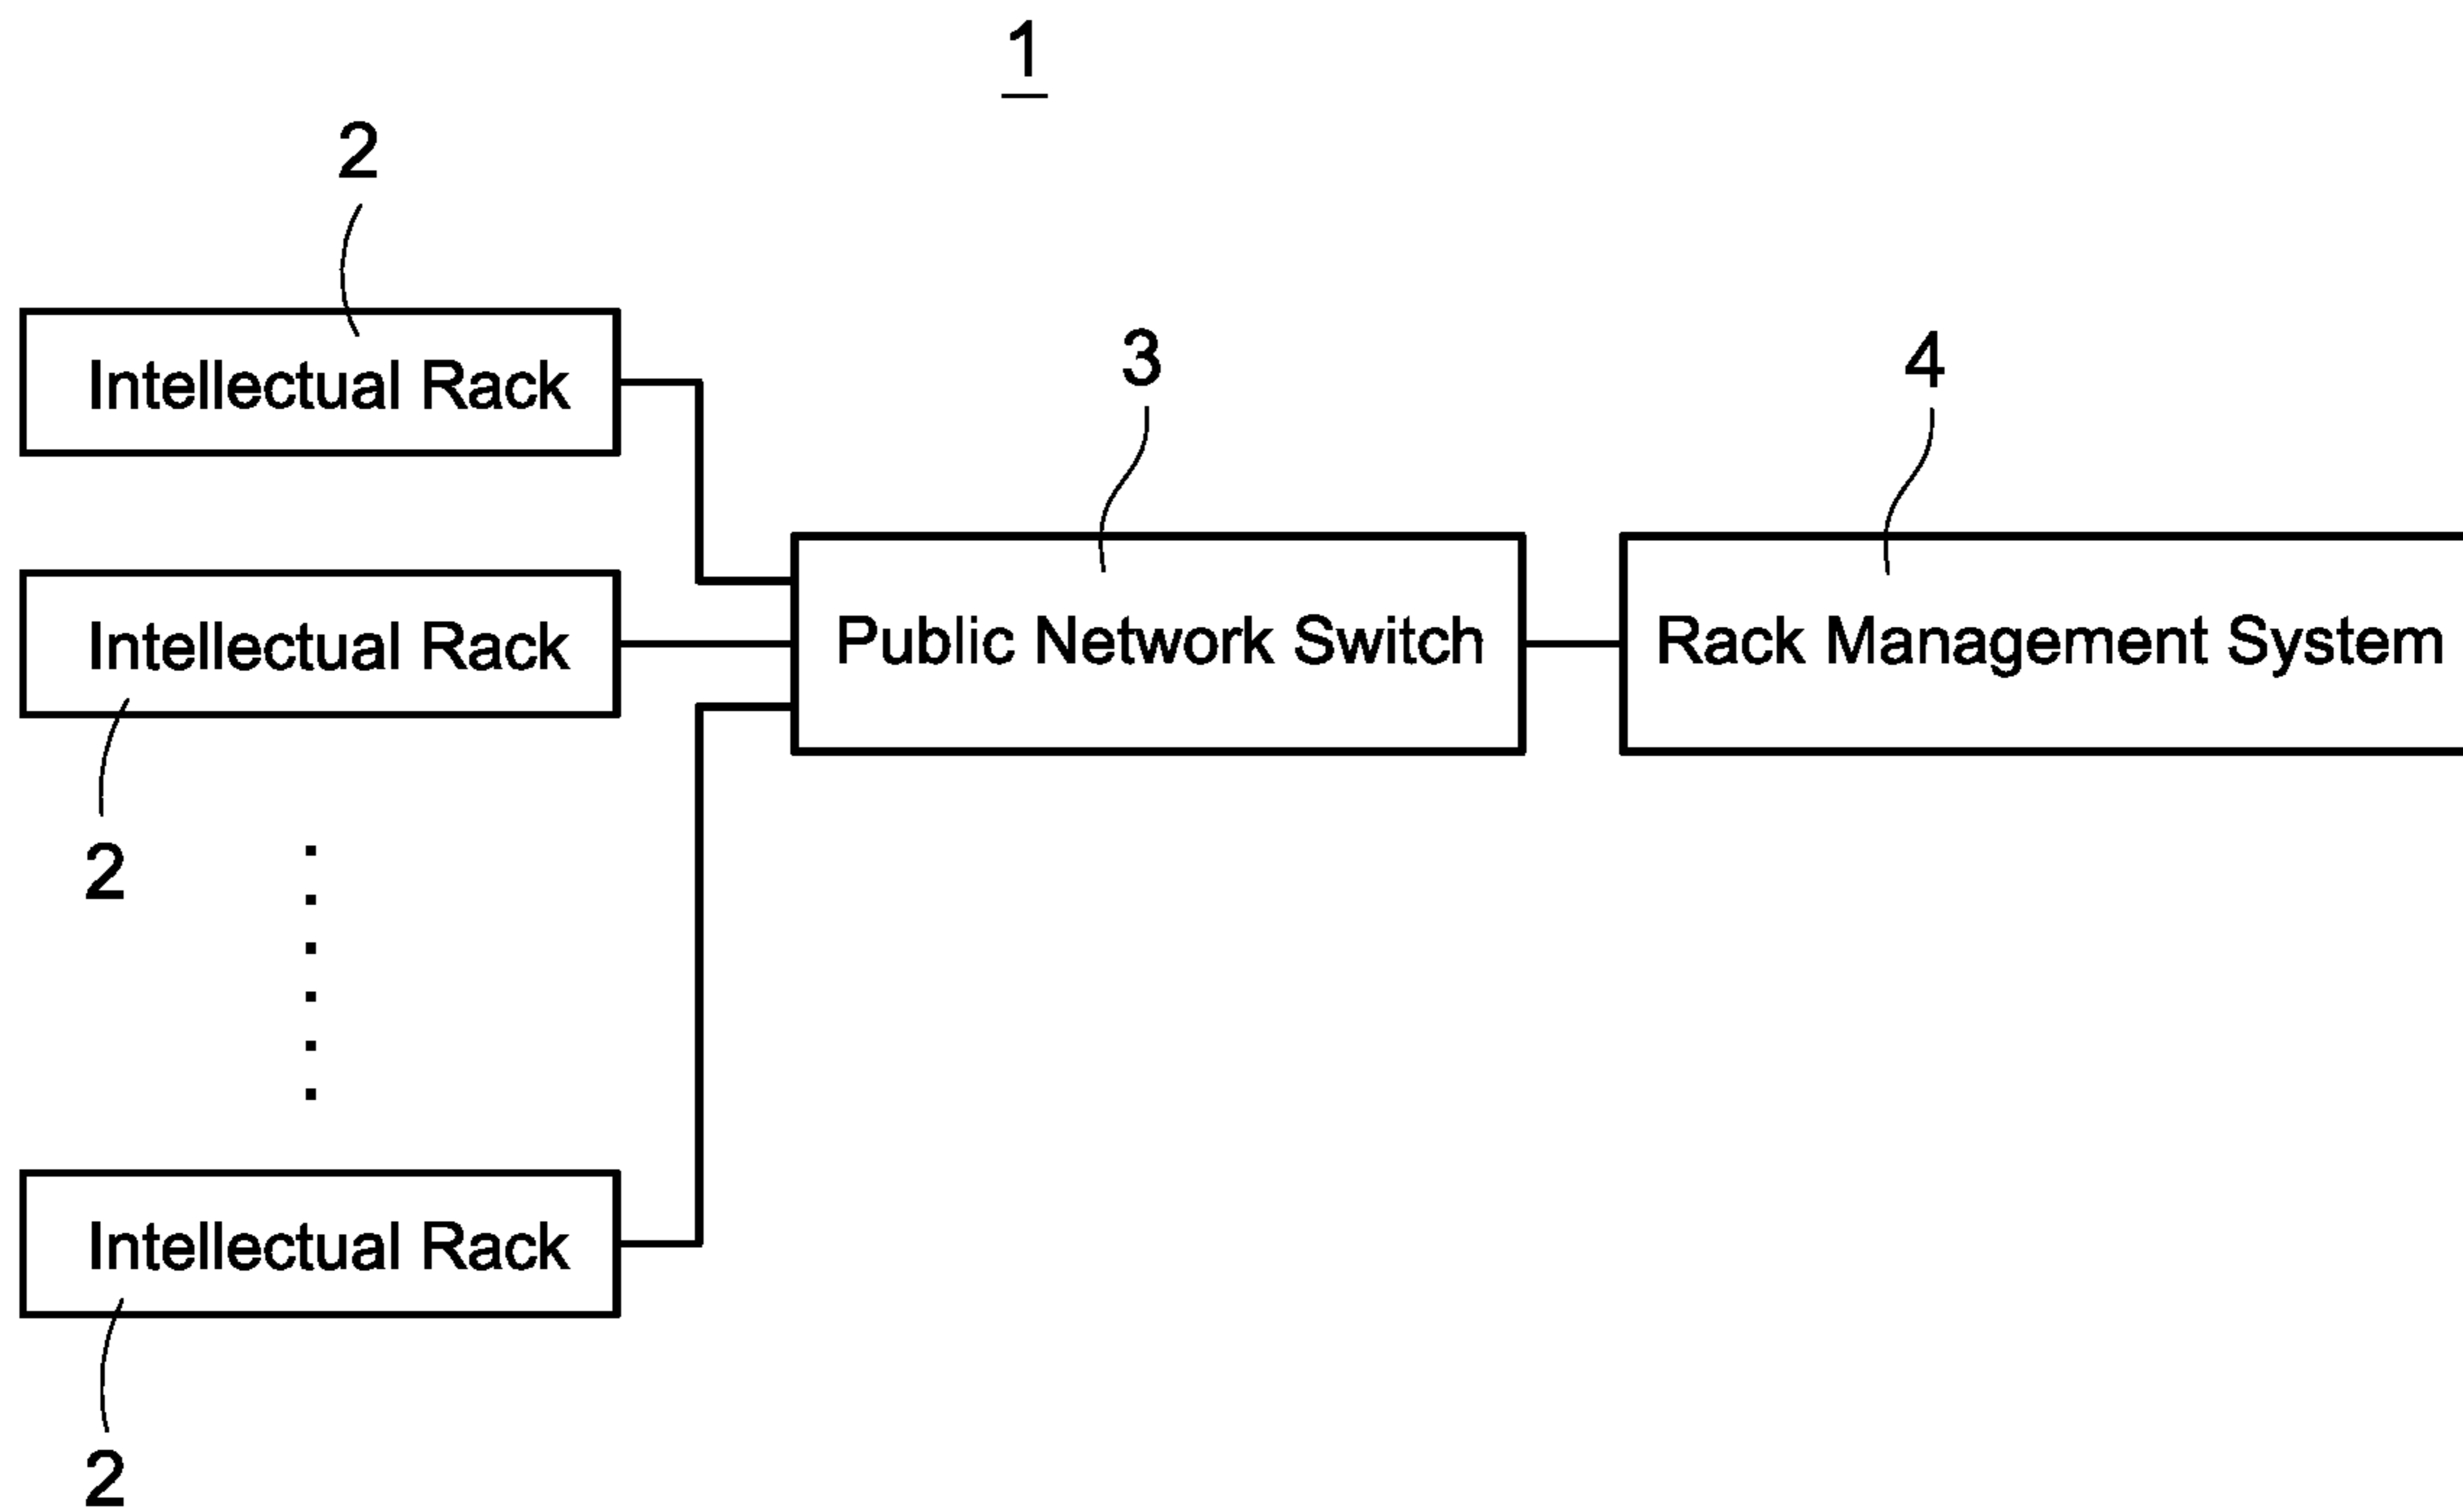 1
2
Intellectual Rack
3
4
Intellectual Rack
Public Network Switch
Rack Management System
2
Intellectual Rack
2